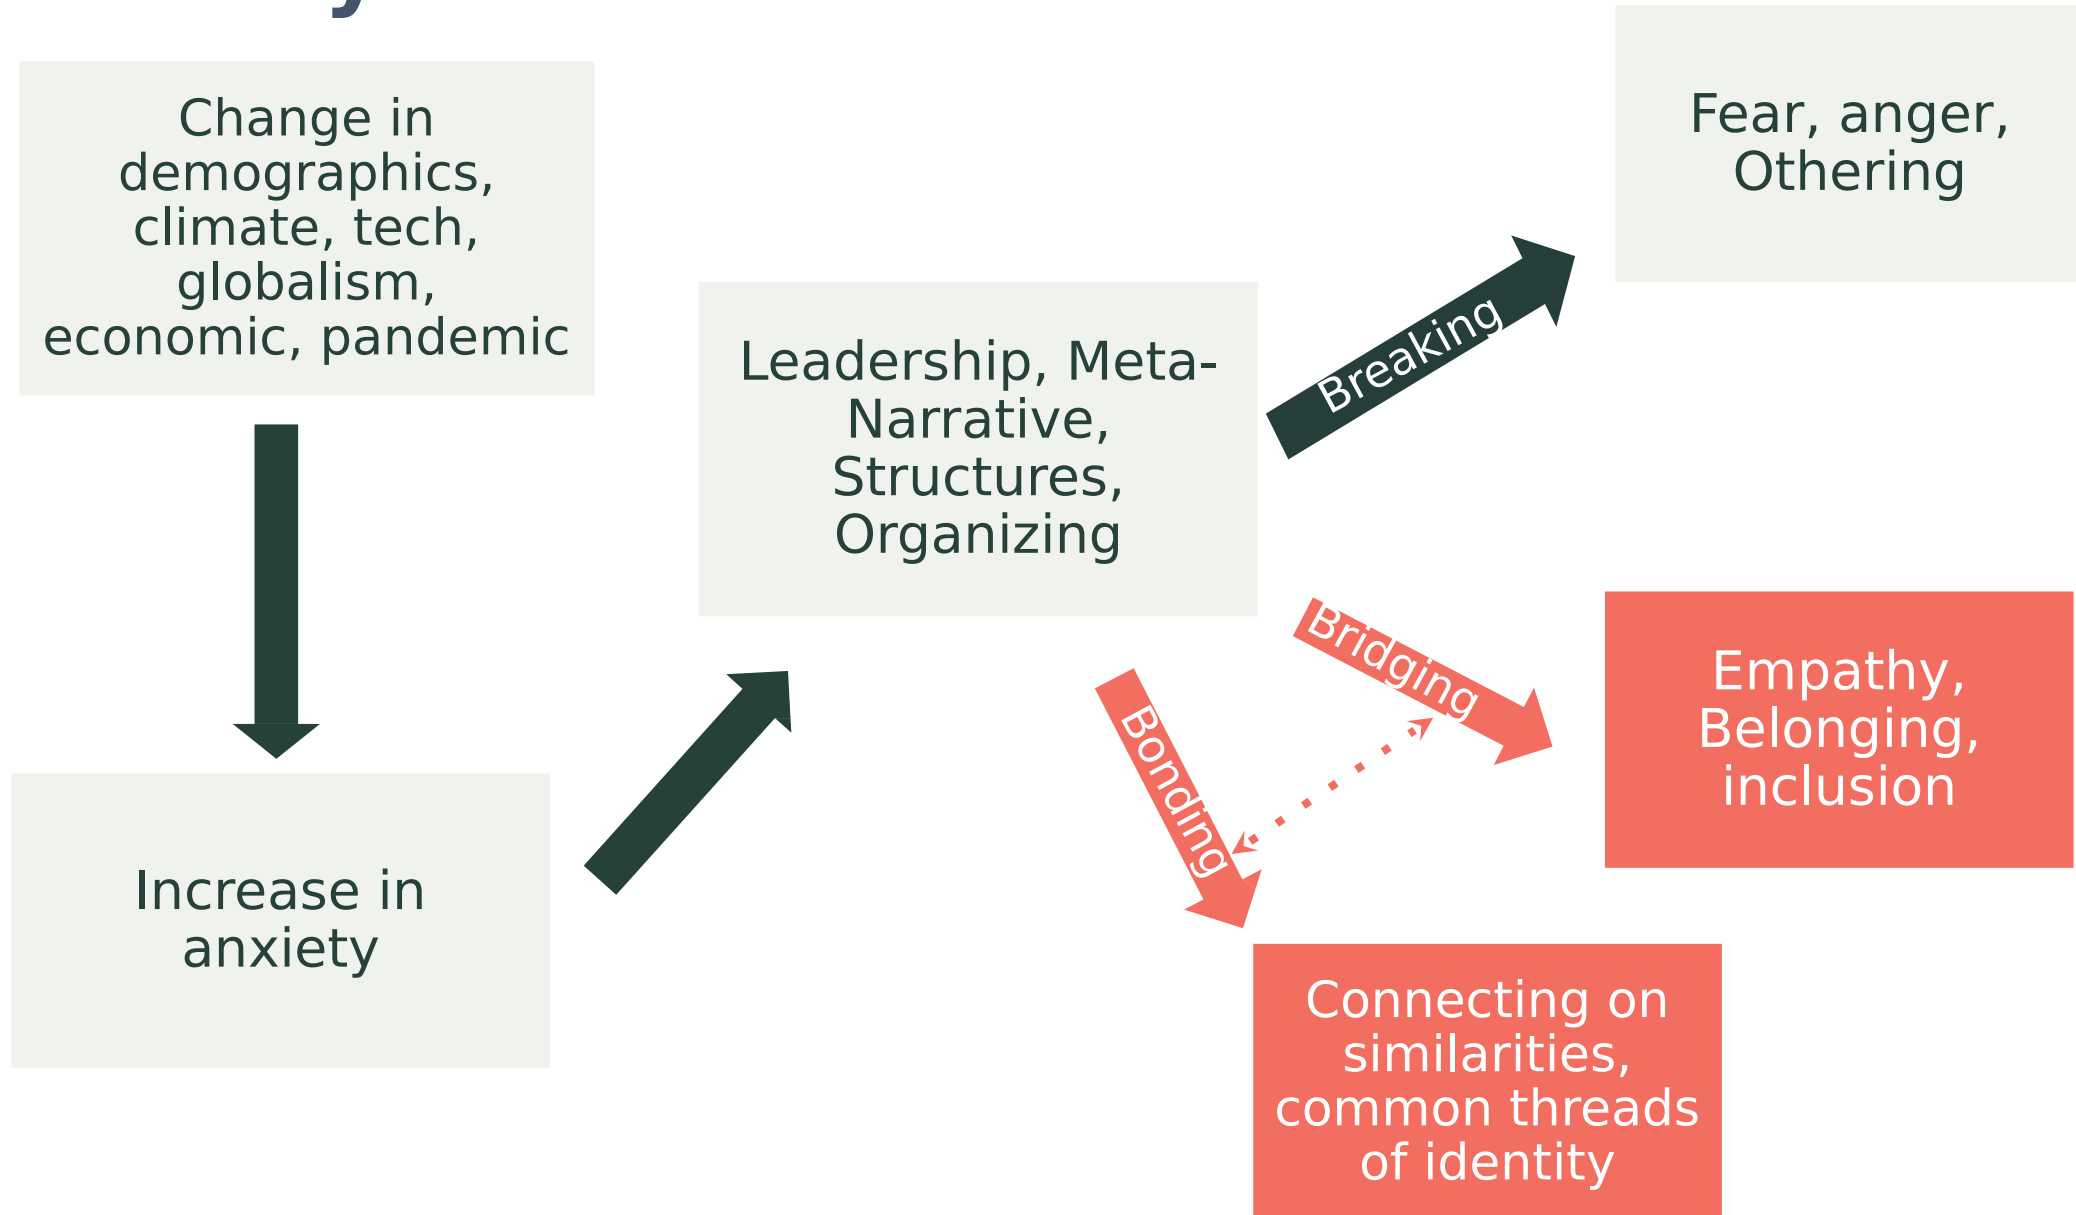 Change in
demographics,
climate, tech,
globalism,
economic, pandemic
Increase in
anxiety
Leadership, Meta-
Narrative,
Structures,
Organizing
Breaking
Fear, anger,
Othering
Bridging
Empathy,
Belonging,
inclusion
Bonding
Connecting on
similarities,
common threads
of identity